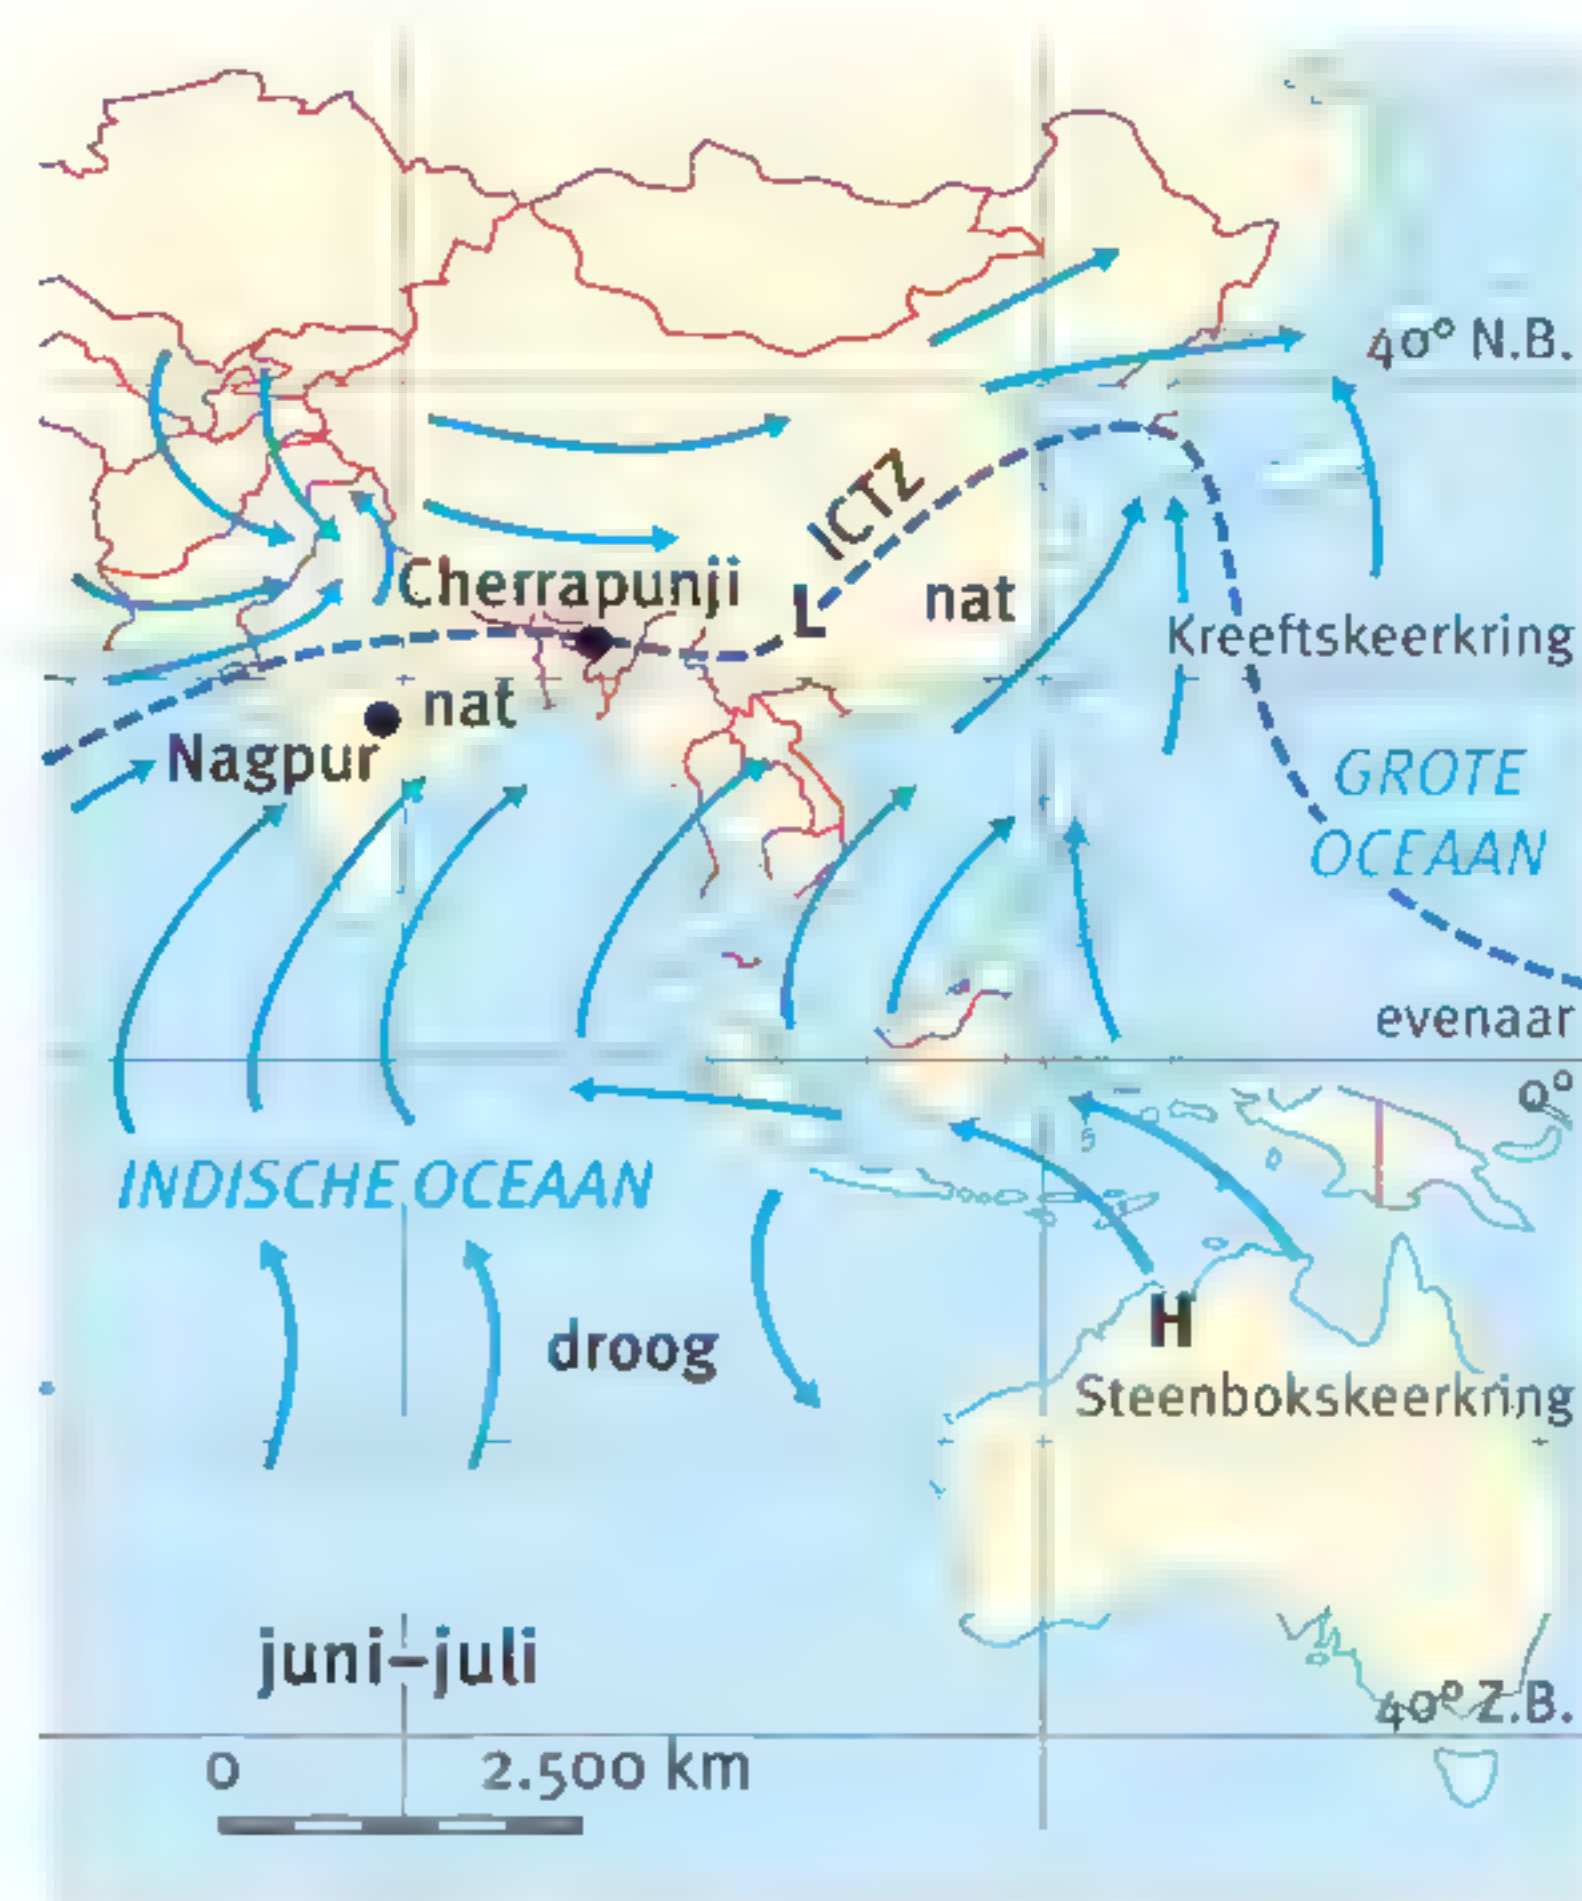 40° N.B.
ICTZ
Cherrapunji
L
nat
Kreeftskeerkring
nat
Nagpur
GROTE
OCEAAN
evenaar
0°
INDISCHE OCEAAN
H
droog
Steenbokskeerkring
juni–juli
40° Z.B.
0 2.500 km